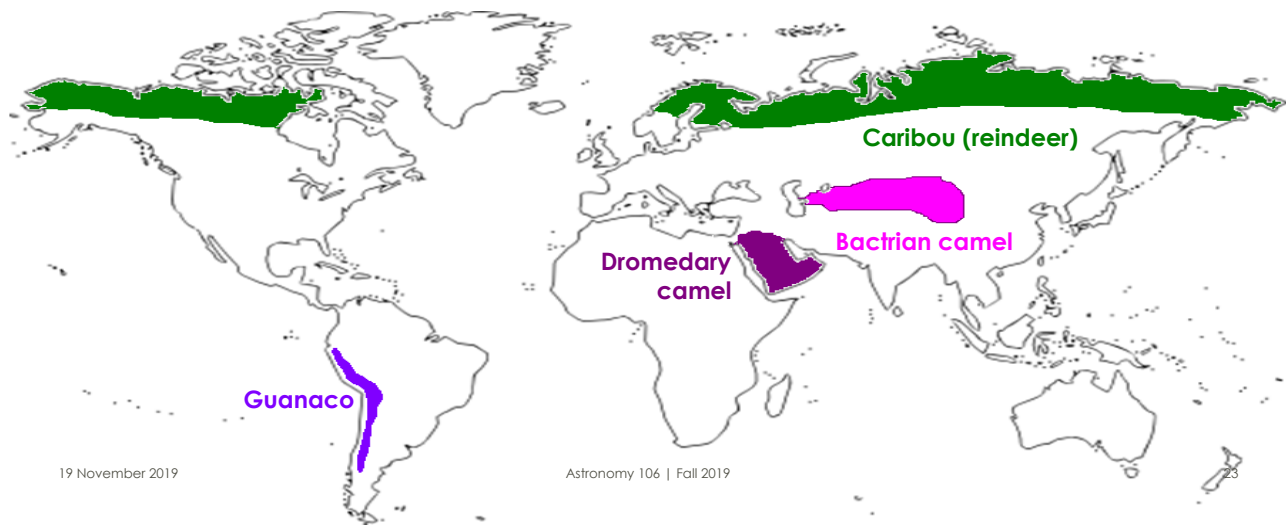 Caribou (reindeer)
Bactrian camel
Dromedary
camel
Guanaco
19 November 2019
Astronomy 106 | Fall 2019
23